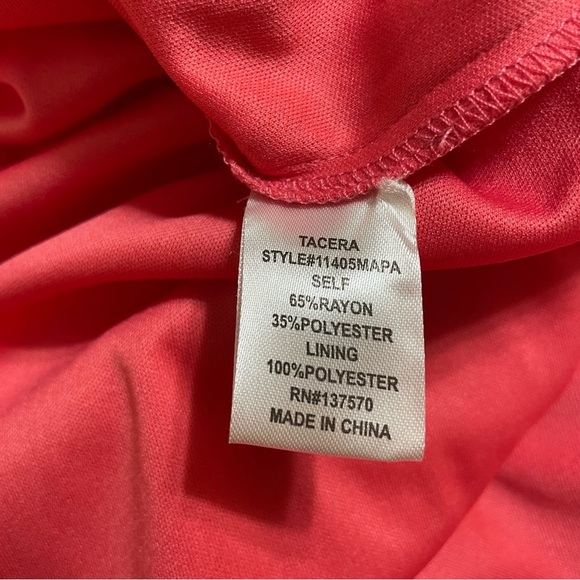 TACERA
STYLE#11405MAPA
SELF
65%RAYON
35%POLYESTER
LINING
100%POLYESTER
RN#137570
MADE IN CHINA